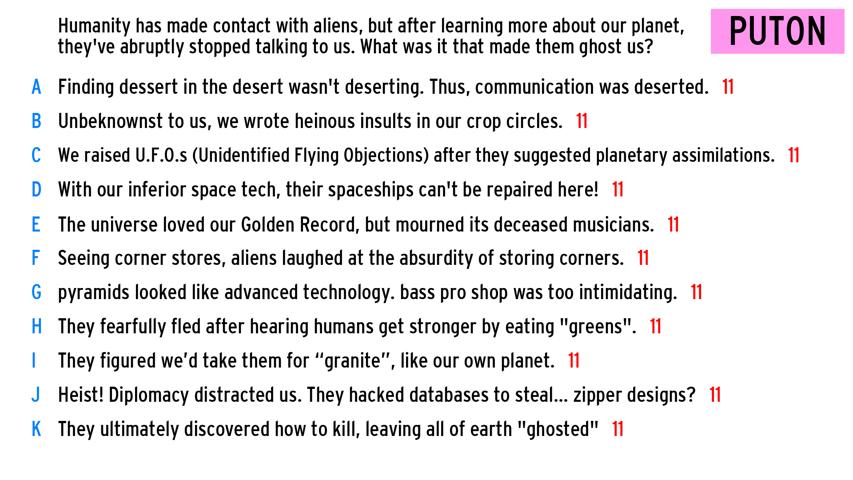 Humanity has made contact with aliens, but after learning more about our planet,
they've abruptly stopped talking to us. What was it that made them ghost us?
PUTON
A Finding dessert in the desert wasn't deserting. Thus, communication was deserted. 11
B Unbeknownst to us, we wrote heinous insults in our crop circles. 11
C We raised U.F.O.s (Unidentified Flying Objections) after they suggested planetary assimilations. 11
D With our inferior space tech, their spaceships can't be repaired here! 11
E The universe loved our Golden Record, but mourned its deceased musicians. 11
F Seeing corner stores, aliens laughed at the absurdity of storing corners. 11
G pyramids looked like advanced technology. bass pro shop was too intimidating. 11
H They fearfully fled after hearing humans get stronger by eating "greens". 11
I They figured we’d take them for “granite”, like our own planet. 11
J Heist! Diplomacy distracted us. They hacked databases to steal... zipper designs? 11
K They ultimately discovered how to kill, leaving all of earth "ghosted" 11